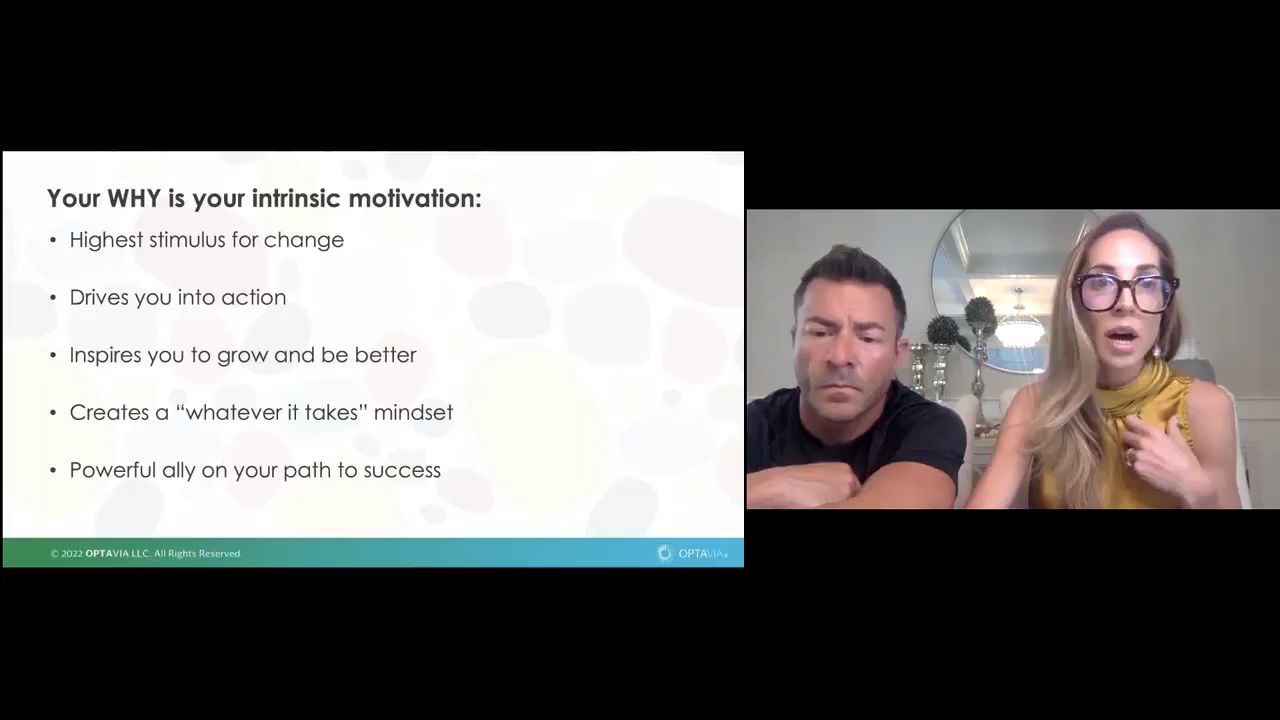 Your WHY is your intrinsic motivation:
• Highest stimulus for change
• Drives you into action
• Inspires you to grow and be better
• Creates a “whatever it takes” mindset
• Powerful ally on your path to success
© 2022 OPTAVIA LLC. All Rights Reserved.
OPTAVIA®